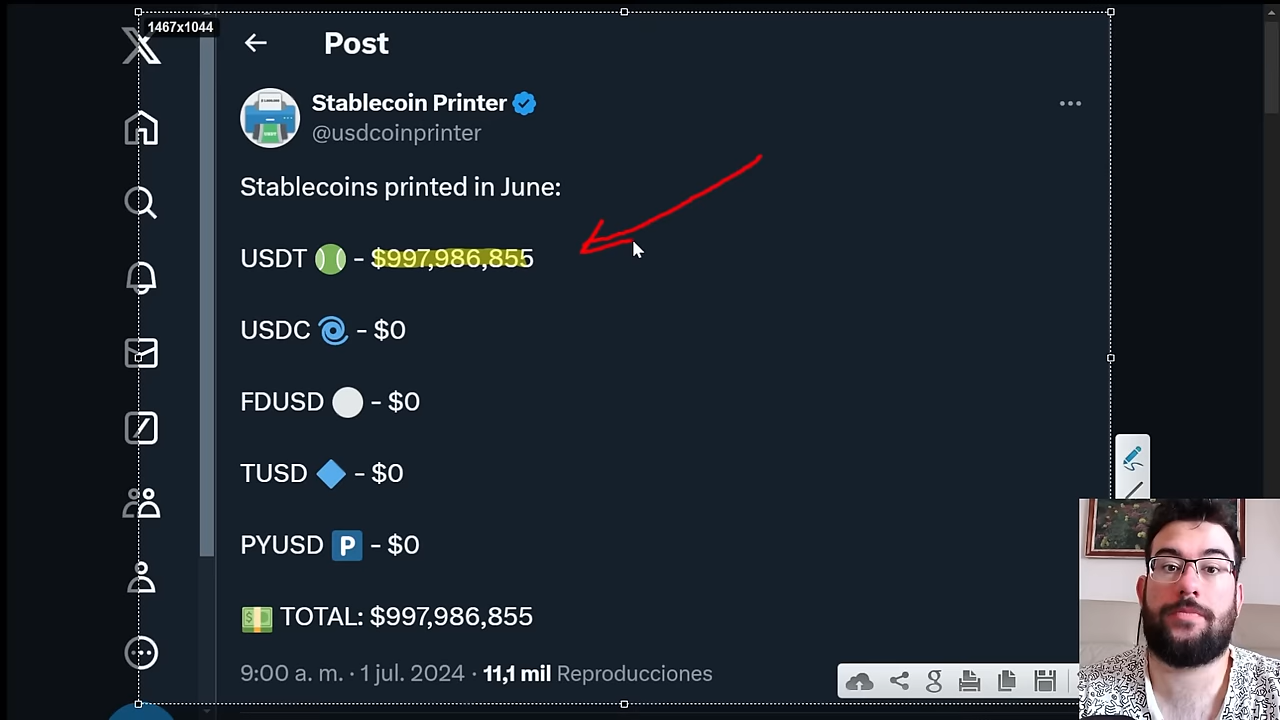 1467x1044
Post
Stablecoin Printer
@usdcoinprinter
Stablecoins printed in June:
USDT - $997,986,855
USDC - $0
FDUSD - $0
TUSD - $0
PYUSD P - $0
TOTAL: $997,986,855
9:00 a. m. · 1 jul. 2024 · 11,1 mil Reproducciones